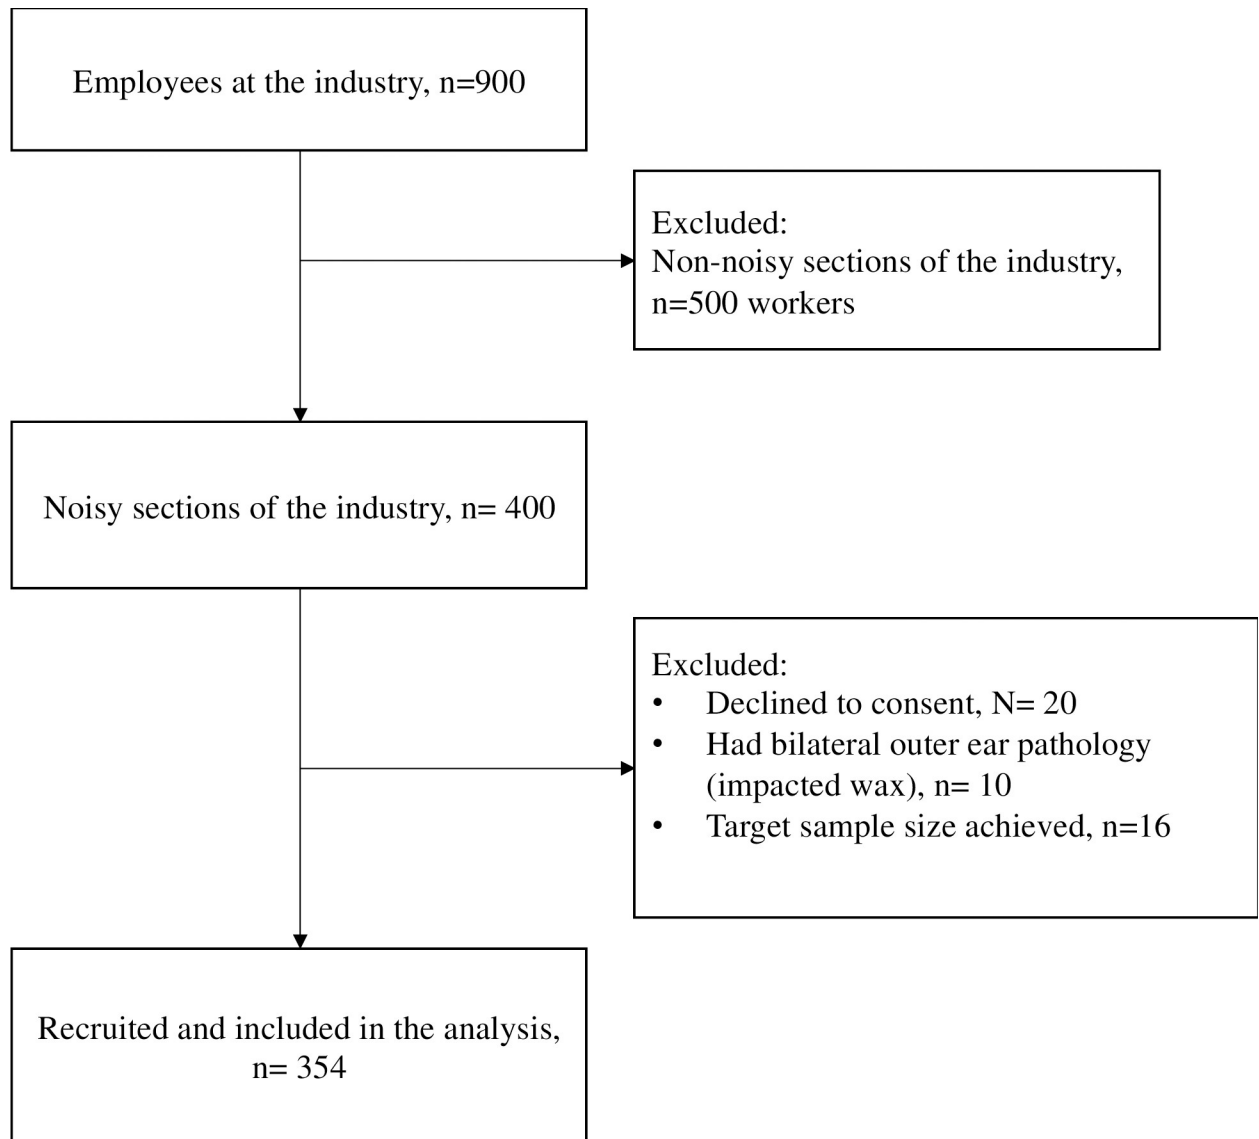 Employees at the industry, n=900
Excluded:
Non-noisy sections of the industry,
n=500 workers
Noisy sections of the industry, n= 400
Excluded:
• Declined to consent, N= 20
• Had bilateral outer ear pathology
(impacted wax), n= 10
• Target sample size achieved, n=16
Recruited and included in the analysis,
n= 354